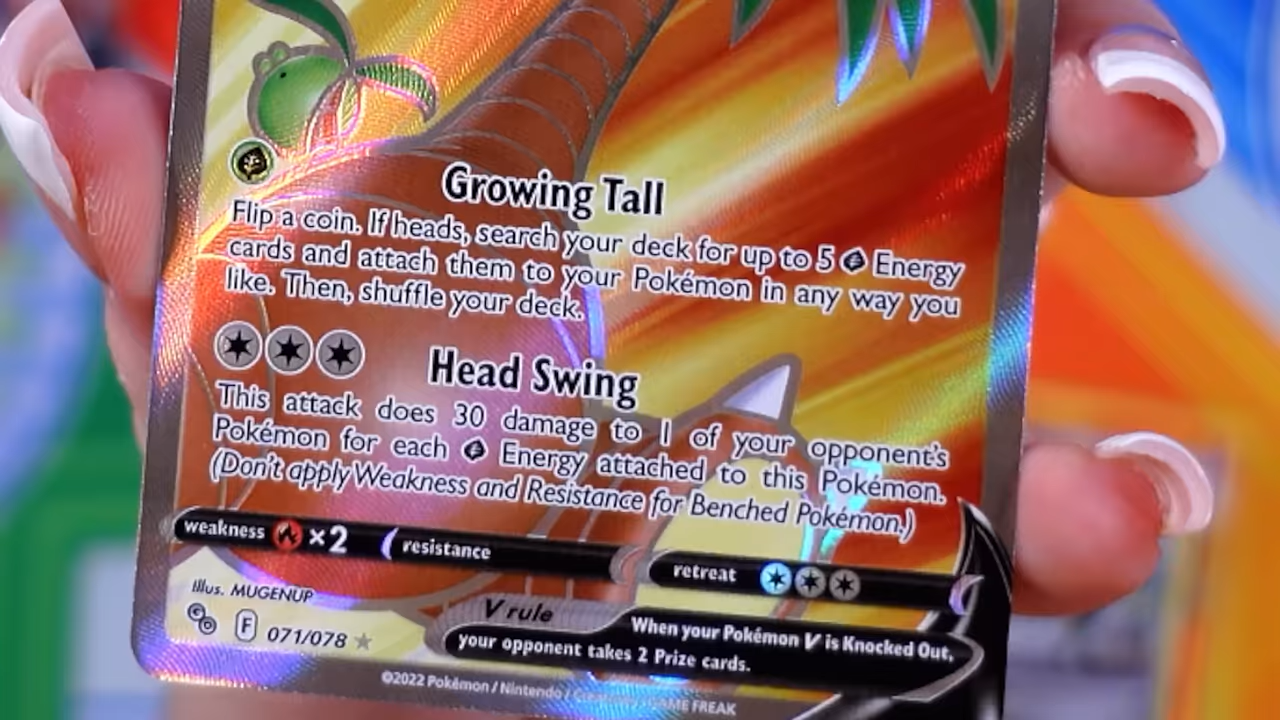 Growing Tall
Flip a coin. If heads, search your deck for up to 5 Energy
cards and attach them to your Pokémon in any way you
like. Then, shuffle your deck.
Head Swing
This attack does 30 damage to 1 of your opponent's
Pokémon for each Energy attached to this Pokémon.
(Don't apply Weakness and Resistance for Benched Pokémon.)
weakness ×2 resistance retreat
Illus. MUGENUP
F 071/078
V rule When your Pokémon V is Knocked Out,
your opponent takes 2 Prize cards.
©2022 Pokémon / Nintendo / Creatures / GAME FREAK